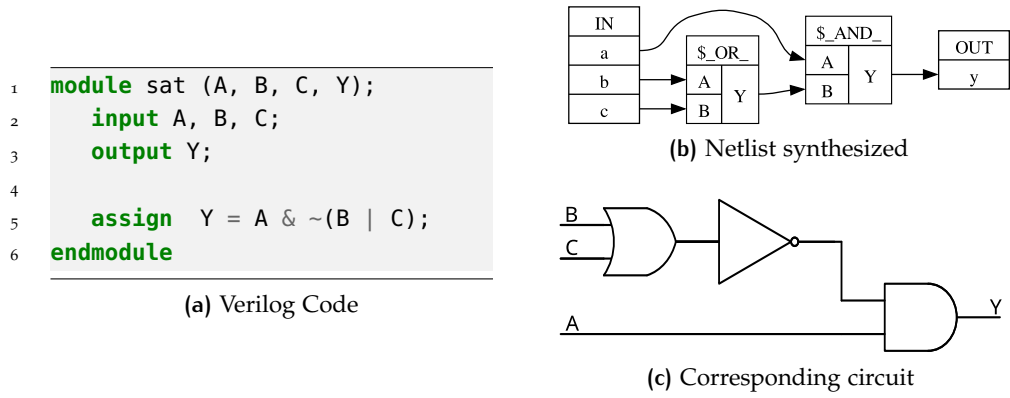 1 module sat (A, B, C, Y);
2 input A, B, C;
3 output Y;
4
5 assign Y = A & ~(B | C);
6 endmodule
(a) Verilog Code
IN
a
b
c
$_OR_
A
B
Y
$_AND_
A
B
Y
OUT
y
(b) Netlist synthesized
B
C
A
Y
(c) Corresponding circuit